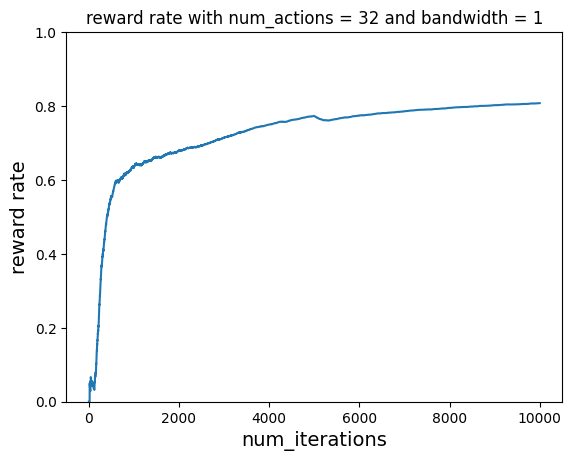 reward rate with num_actions = 32 and bandwidth = 1
1.0
0.8
0.6
0.4
0.2
0.0
reward rate
0 2000 4000 6000 8000 10000
num_iterations